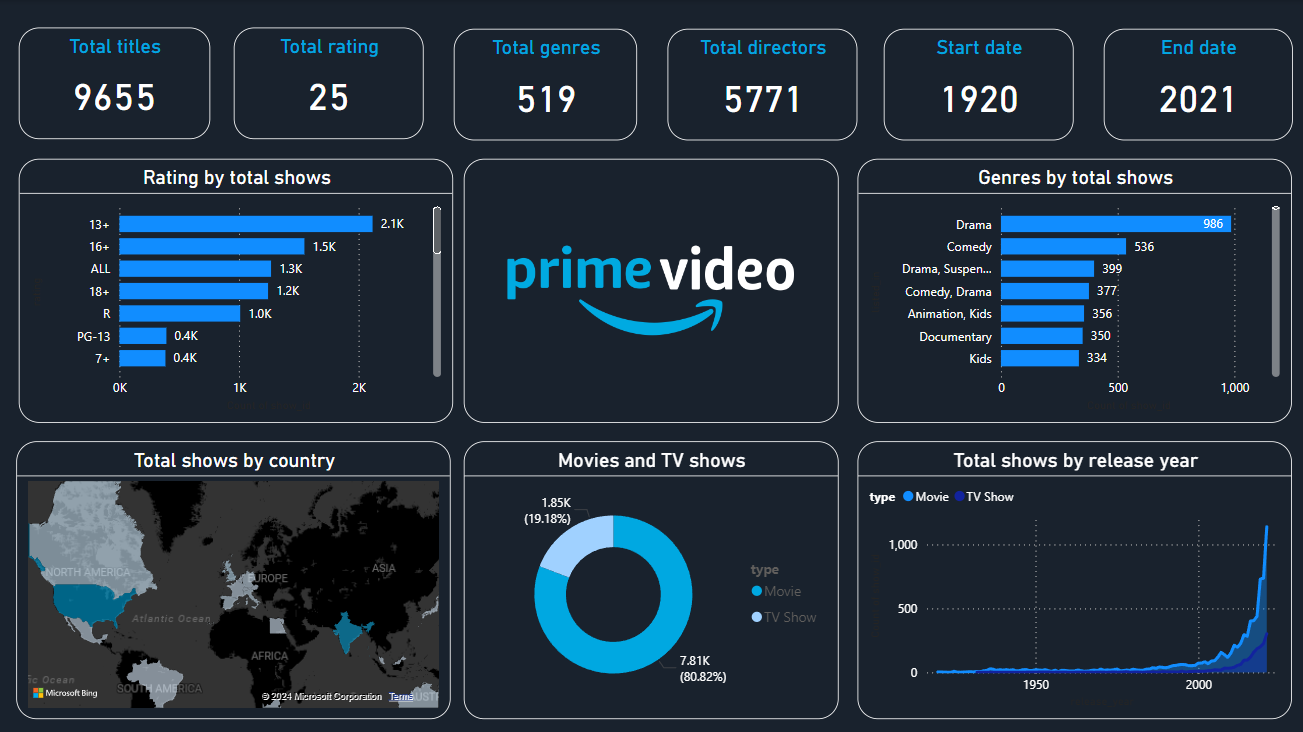 Total titles
9655
Total rating
25
Total genres
519
Total directors
5771
Start date
1920
End date
2021
Rating by total shows
13+
2.1K
16+
1.5K
ALL
1.3K
18+
1.2K
R
1.0K
PG-13
0.4K
7+
0.4K
0K
1K
2K
prime video
Genres by total shows
Drama
986
Comedy
536
Drama, Suspen...
399
Comedy, Drama
377
Animation, Kids
356
Documentary
350
Kids
334
0
500
1,000
Total shows by country
NORTH AMERICA
EUROPE
ASIA
Atlantic Ocean
AFRICA
SOUTH AMERICA
ic Ocean
AUSTR
Microsoft Bing
© 2024 Microsoft Corporation
Terms
Movies and TV shows
1.85K
(19.18%)
type
Movie
TV Show
7.81K
(80.82%)
Total shows by release year
type
Movie
TV Show
1,000
500
0
1950
2000